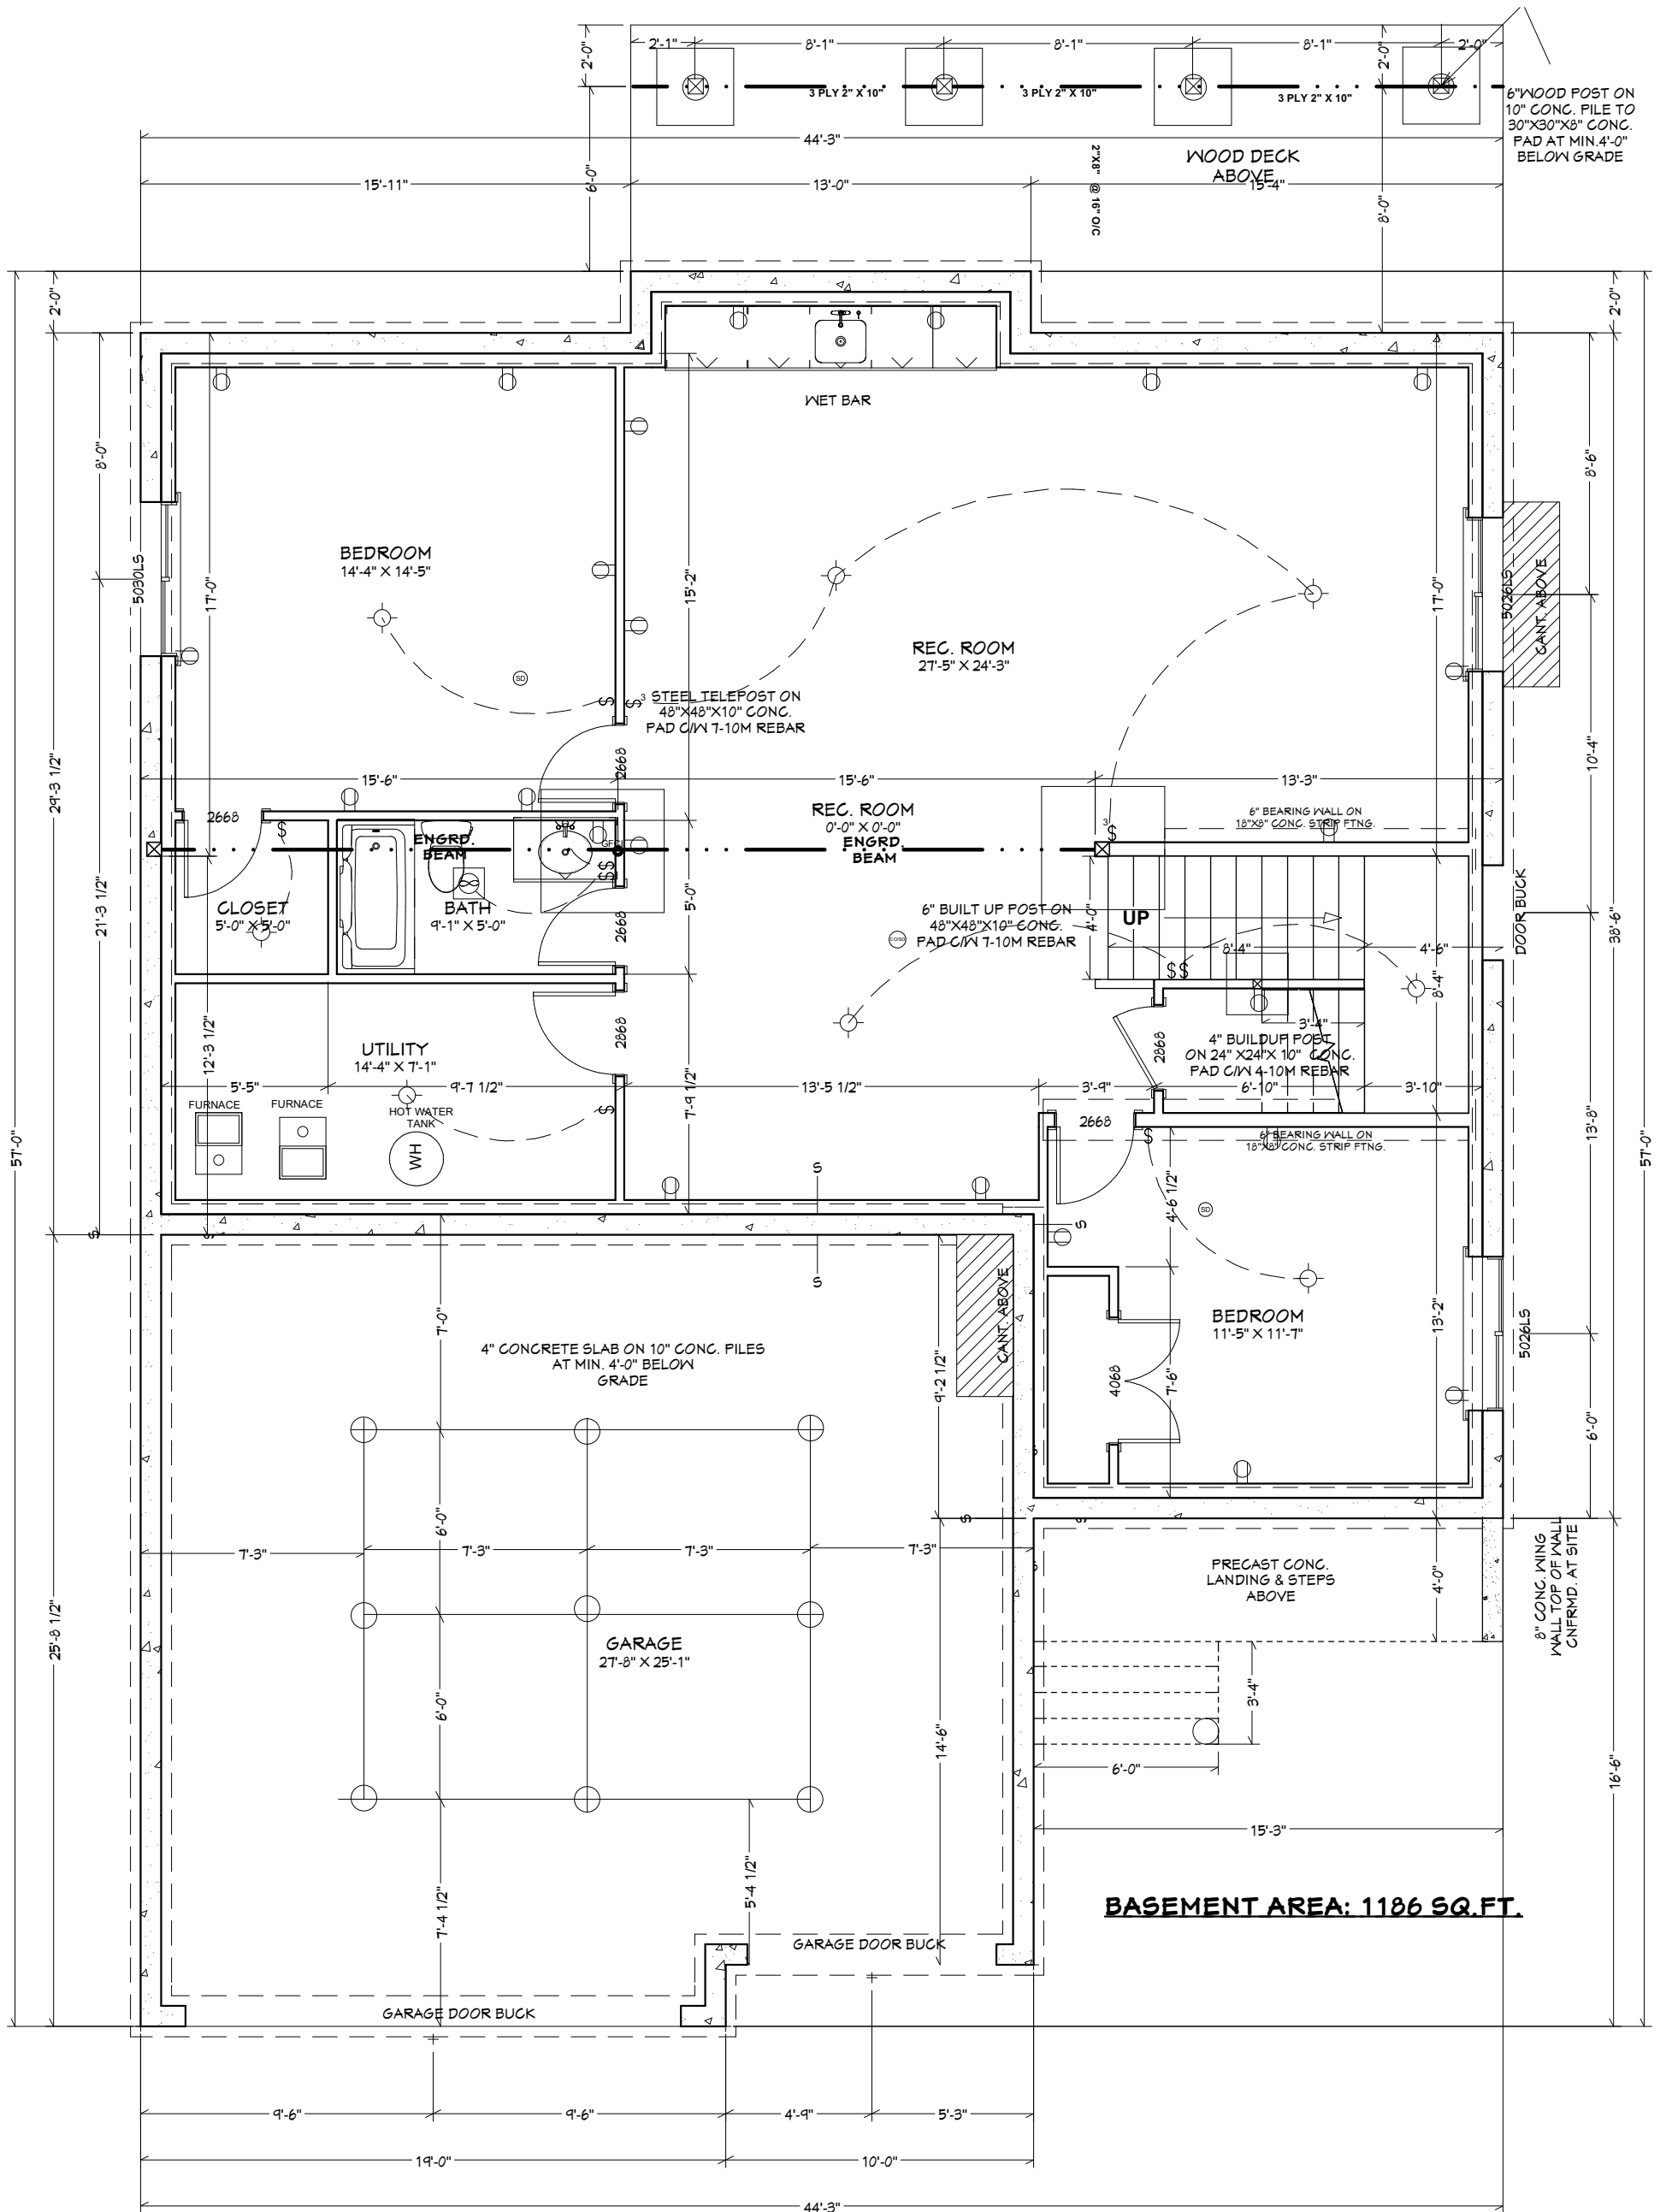 2'-0"
2'-1"
8'-1"
8'-1"
8'-1"
2'-0"
2'-0"
3 PLY 2" X 10"
3 PLY 2" X 10"
3 PLY 2" X 10"
6"WOOD POST ON
10" CONC. PILE TO
30"X30"X8" CONC.
PAD AT MIN.4'-0"
BELOW GRADE
44'-3"
WOOD DECK
ABOVE
2"X8" @ 16" O/C
15'-11"
6'-0"
13'-0"
15'-4"
8'-0"
2'-0"
2'-0"
WET BAR
8'-0"
8'-6"
BEDROOM
14'-4" X 14'-5"
5030LS
17'-0"
15'-2"
17'-0"
5026LS
CANT. ABOVE
REC. ROOM
27'-5" X 24'-3"
SD
3
STEEL TELEPOST ON
48"X48"X10" CONC.
PAD C/W 7-10M REBAR
29'-3 1/2"
10'-4"
2668
15'-6"
15'-6"
13'-3"
REC. ROOM
0'-0" X 0'-0"
2668
6" BEARING WALL ON
18"X8" CONC. STRIP FTNG.
3
ENGRD.
BEAM
ENGRD.
BEAM
21'-3 1/2"
CLOSET
5'-0" X 5'-0"
BATH
9'-1" X 5'-0"
2668
5'-0"
6" BUILT UP POST ON
48"X48"X10" CONC.
PAD C/W 7-10M REBAR
4'-0"
UP
8'-4"
4'-6"
DOOR BUCK
38'-6"
8'-4"
12'-3 1/2"
UTILITY
14'-4" X 7'-1"
2868
3'-4"
4" BUILDUP POST
ON 24" X24"X 10" CONC.
PAD C/W 4-10M REBAR
2868
5'-5"
9'-7 1/2"
7'-9 1/2"
13'-5 1/2"
3'-9"
6'-10"
3'-10"
FURNACE
FURNACE
HOT WATER
TANK
WH
2668
6" BEARING WALL ON
18"X8" CONC. STRIP FTNG.
13'-8"
57'-0"
57'-0"
S
4'-6 1/2"
SD
S
S
S
S
S
7'-0"
CANT. ABOVE
BEDROOM
11'-5" X 11'-7"
13'-2"
5026LS
4" CONCRETE SLAB ON 10" CONC. PILES
AT MIN. 4'-0" BELOW
GRADE
9'-2 1/2"
4068
7'-6"
6'-0"
6'-0"
S
S
7'-3"
7'-3"
7'-3"
7'-3"
PRECAST CONC.
LANDING & STEPS
ABOVE
4'-0"
8" CONC. WING
WALL TOP OF WALL
CNFRMD. AT SITE
25'-8 1/2"
GARAGE
27'-8" X 25'-1"
6'-0"
3'-4"
14'-6"
6'-0"
16'-6"
15'-3"
7'-4 1/2"
5'-4 1/2"
BASEMENT AREA: 1186 SQ.FT.
GARAGE DOOR BUCK
GARAGE DOOR BUCK
9'-6"
9'-6"
4'-9"
5'-3"
19'-0"
10'-0"
44'-3"